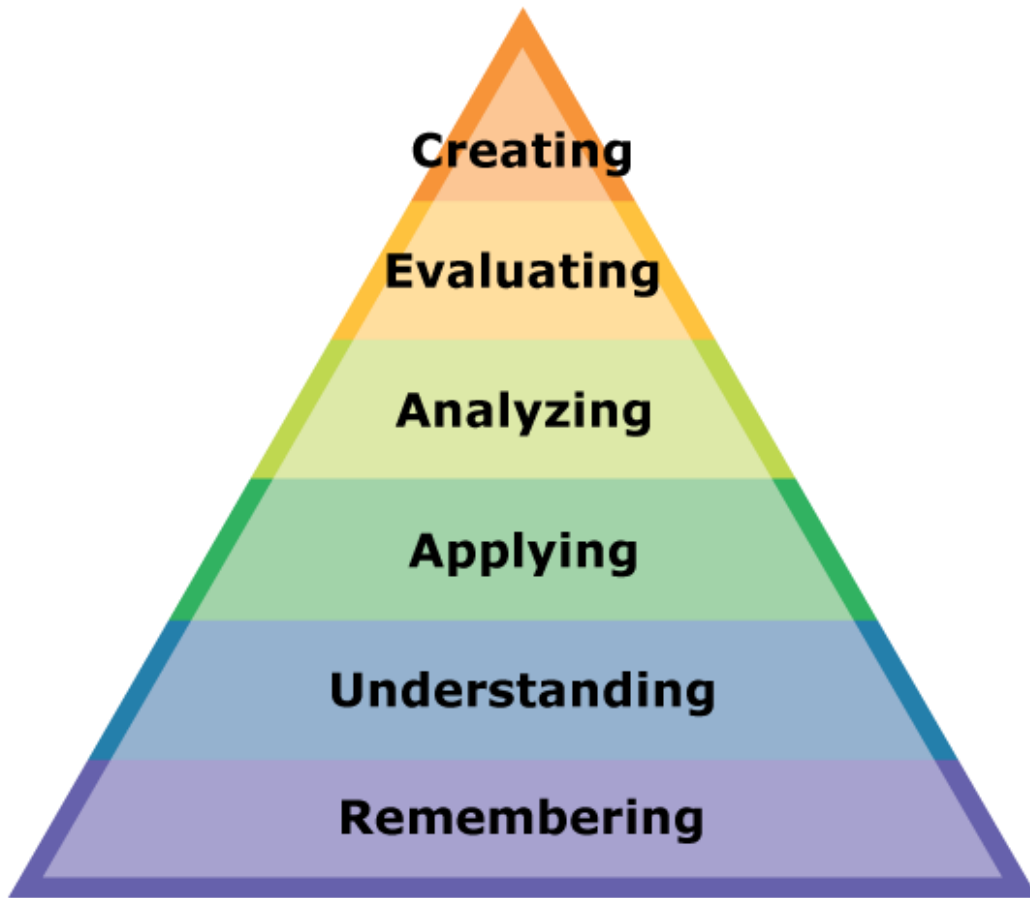 Creating
Evaluating
Analyzing
Applying
Understanding
Remembering